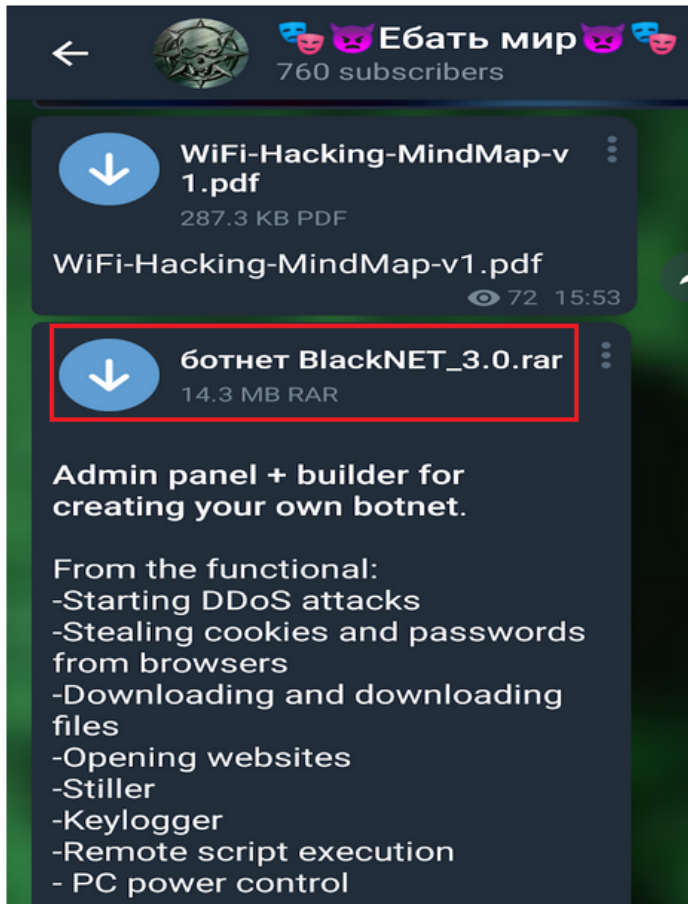 🎭👿Ебать мир👿🎭
760 subscribers
WiFi-Hacking-MindMap-v
1.pdf
287.3 KB PDF
WiFi-Hacking-MindMap-v1.pdf
72 15:53
ботнет BlackNET_3.0.rar
14.3 MB RAR
Admin panel + builder for
creating your own botnet.
From the functional:
-Starting DDoS attacks
-Stealing cookies and passwords
from browsers
-Downloading and downloading
files
-Opening websites
-Stiller
-Keylogger
-Remote script execution
- PC power control